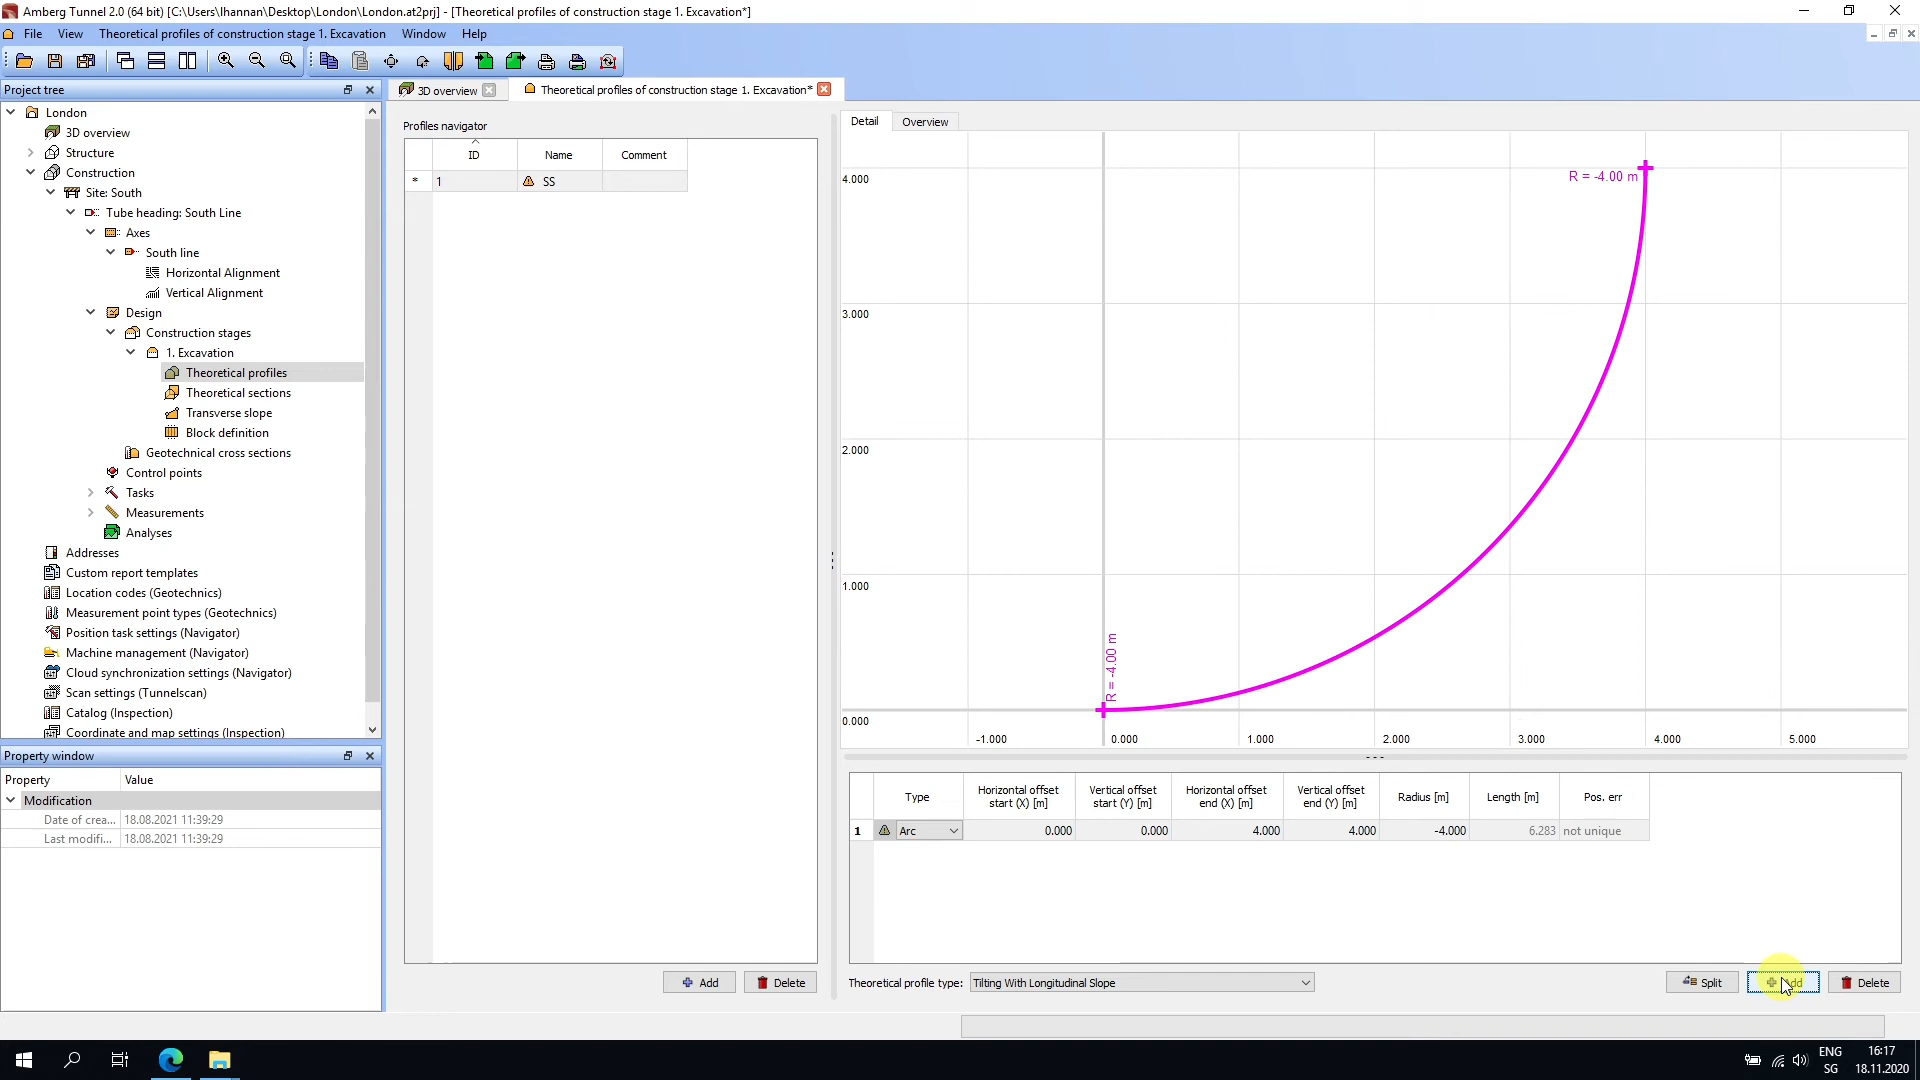 Amberg Tunnel 2.0 (64 bit) [C:\Users\lhannan\Desktop\London\London.at2prj] - [Theoretical profiles of construction stage 1. Excavation*]
File View Theoretical profiles of construction stage 1. Excavation Window Help
Project tree
London
3D overview
Structure
Construction
Site: South
Tube heading: South Line
Axes
South line
Horizontal Alignment
Vertical Alignment
Design
Construction stages
1. Excavation
Theoretical profiles
Theoretical sections
Transverse slope
Block definition
Geotechnical cross sections
Control points
Tasks
Measurements
Analyses
Addresses
Custom report templates
Location codes (Geotechnics)
Measurement point types (Geotechnics)
Position task settings (Navigator)
Machine management (Navigator)
Cloud synchronization settings (Navigator)
Scan settings (Tunnelscan)
Catalog (Inspection)
Coordinate and map settings (Inspection)
Property window
Property Value
Modification
Date of crea... 18.08.2021 11:39:29
Last modifi... 18.08.2021 11:39:29
3D overview Theoretical profiles of construction stage 1. Excavation*
Profiles navigator
ID Name Comment
* 1 SS
Add Delete
Detail Overview
4.000
3.000
2.000
1.000
0.000
R = -4.00 m
R = -4.00 m
-1.000 0.000 1.000 2.000 3.000 4.000 5.000
Type Horizontal offset start (X) [m] Vertical offset start (Y) [m] Horizontal offset end (X) [m] Vertical offset end (Y) [m] Radius [m] Length [m] Pos. err
1 Arc 0.000 0.000 4.000 4.000 -4.000 6.283 not unique
Theoretical profile type: Tilting With Longitudinal Slope Split Delete
ENG
SG
16:17
18.11.2020